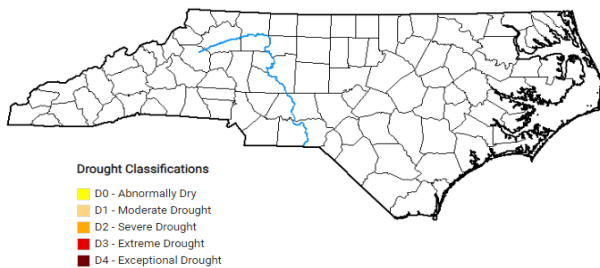 Drought Classifications
D0 - Abnormally Dry
D1 - Moderate Drought
D2 - Severe Drought
D3 - Extreme Drought
D4 - Exceptional Drought